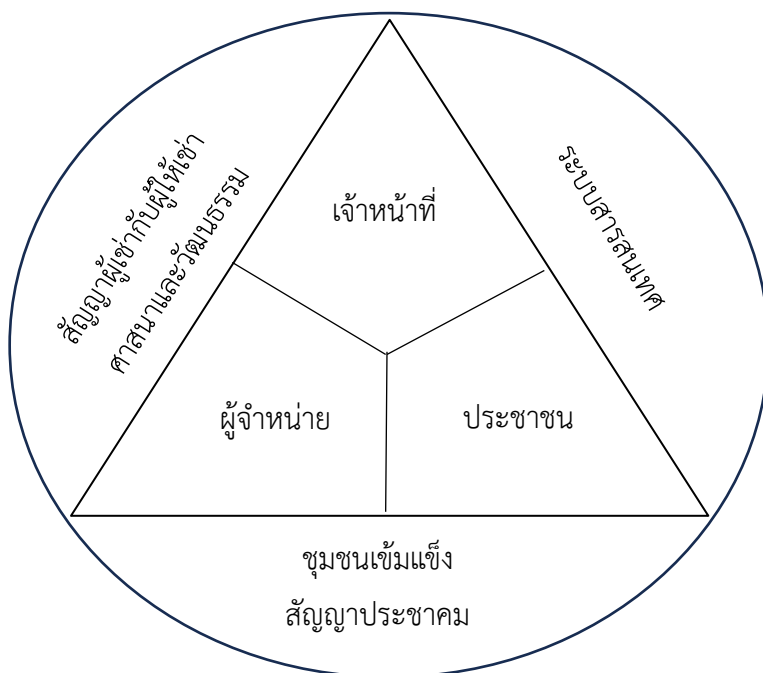 สัญญาผู้เช่ากับผู้ให้เช่า
ศาสนาและวัฒนธรรม
ระบบสารสนเทศ
เจ้าหน้าที่
ผู้จำหน่าย
ประชาชน
ชุมชนเข้มแข็ง
สัญญาประชาคม